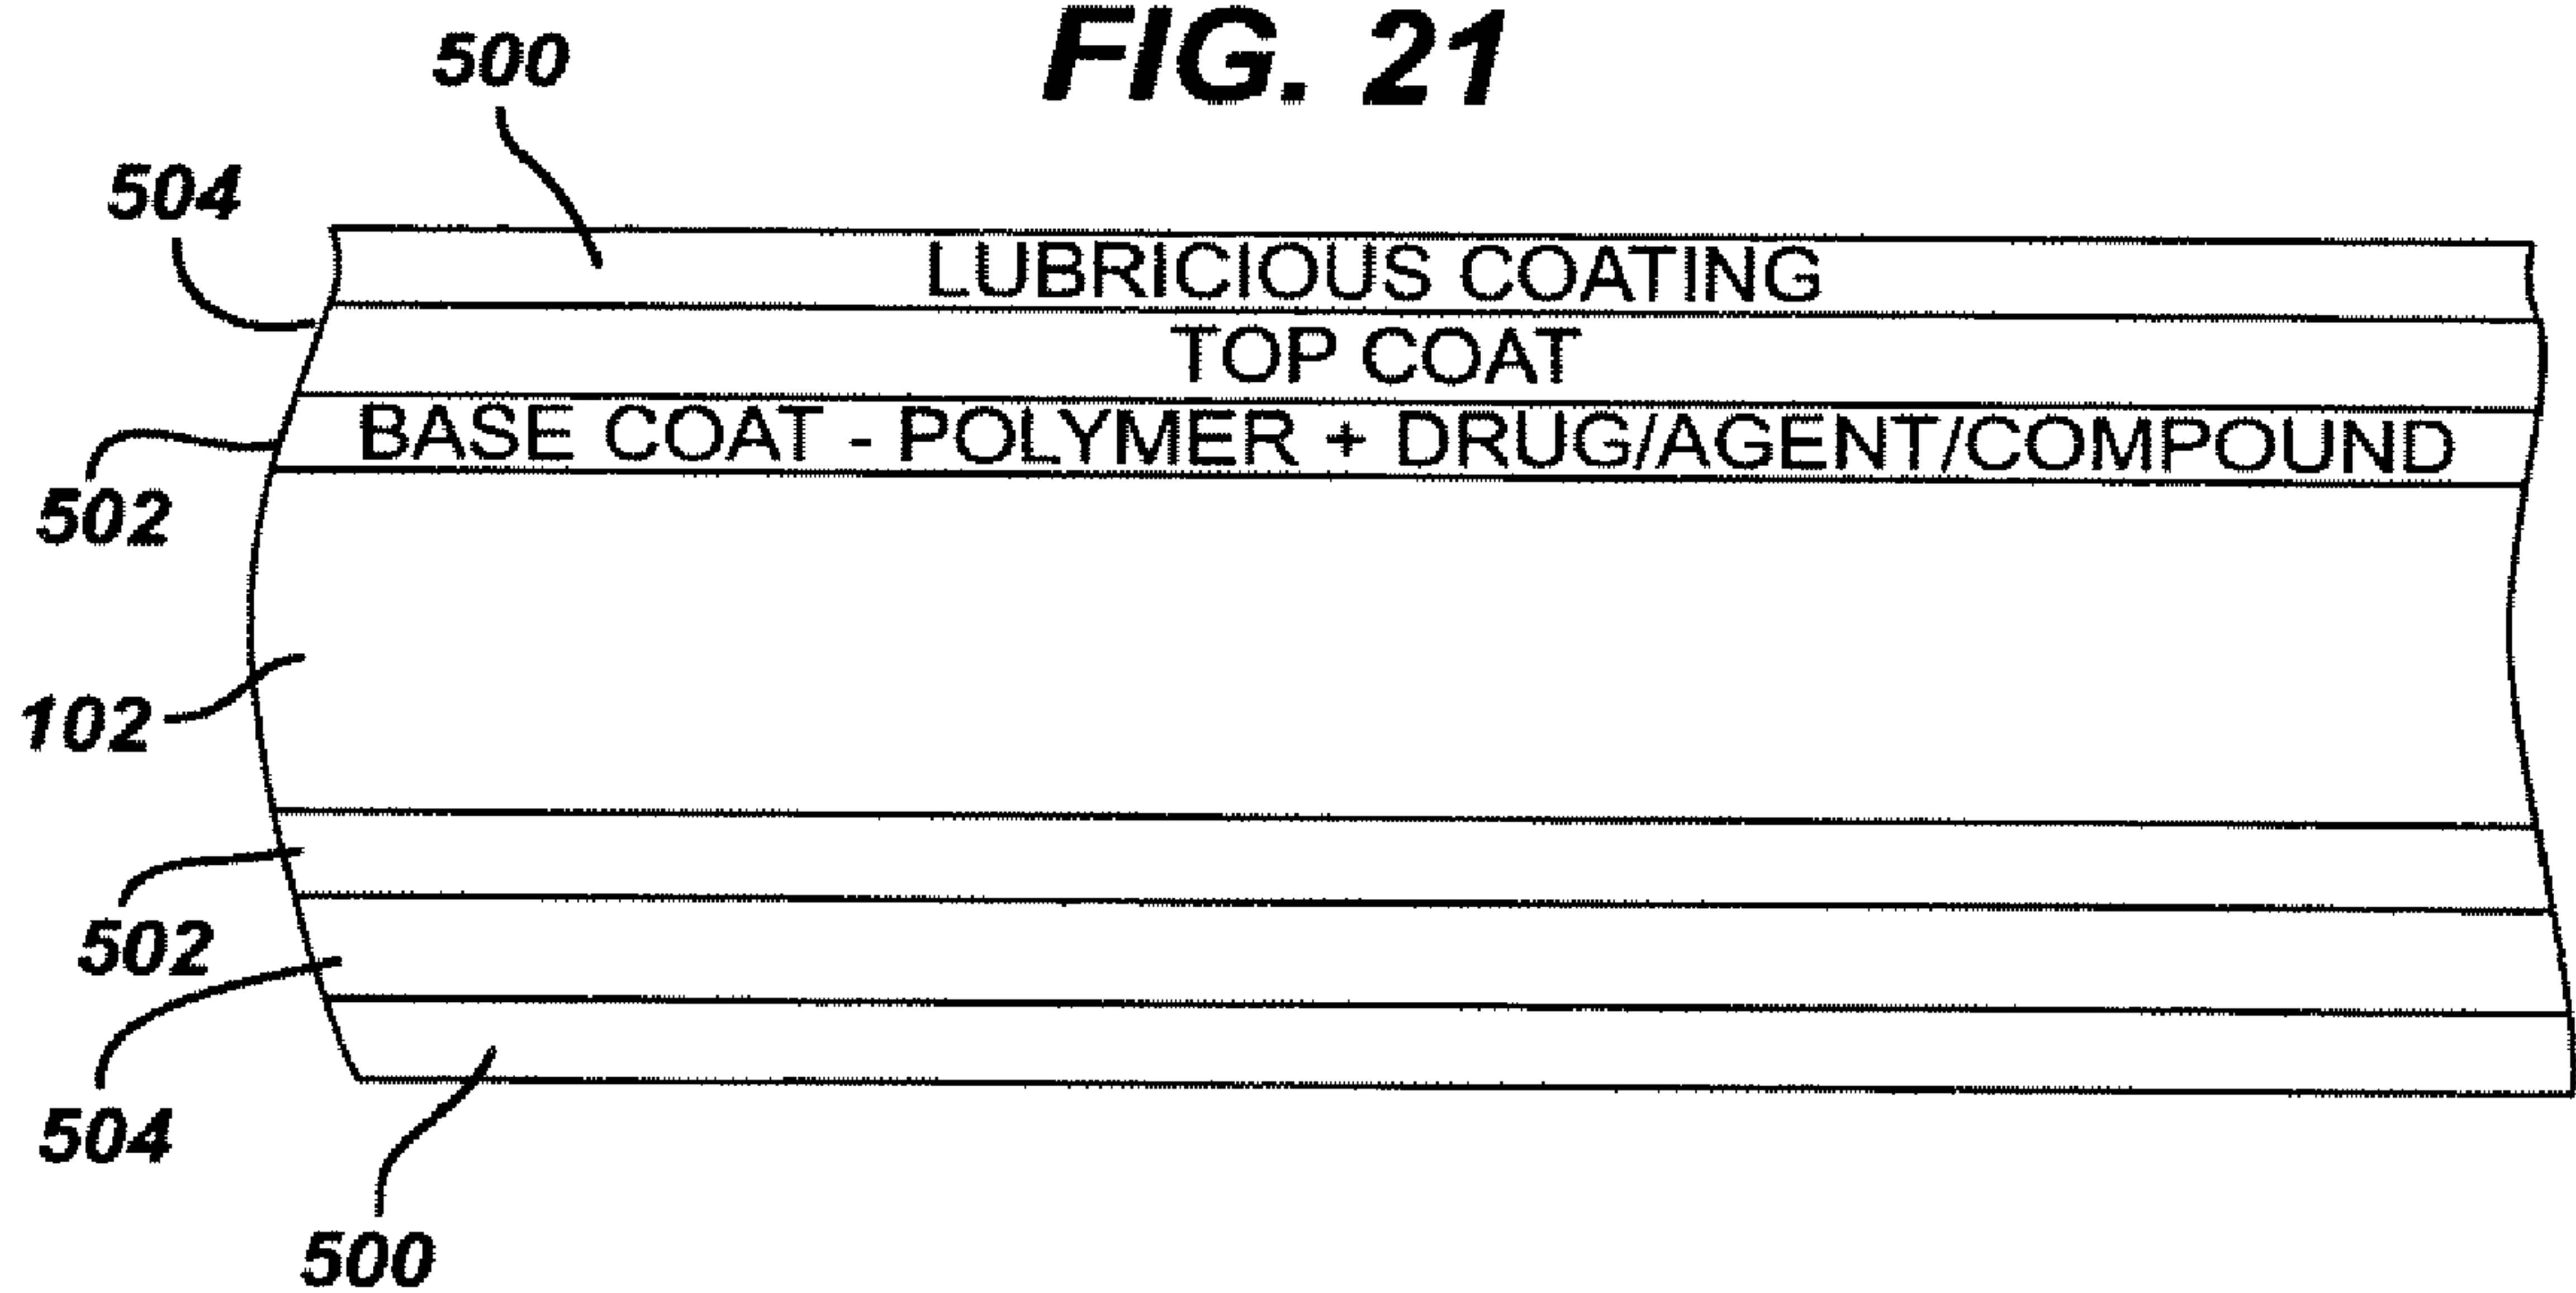 FIG. 21
500
504
LUBRICIOUS COATING
TOP COAT
BASE COAT - POLYMER + DRUG/AGENT/COMPOUND
502
102
502
504
500